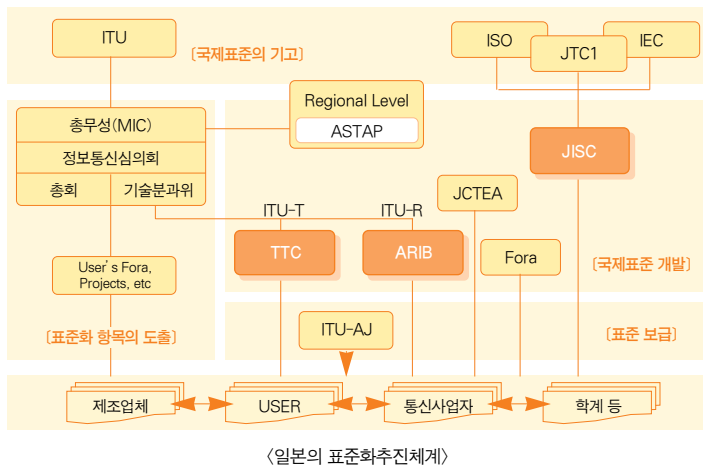 ITU
〔국제표준의 기고〕
ISO
JTC1
IEC
Regional Level
ASTAP
총무성(MIC)
정보통신심의회
총회
기술분과위
JISC
JCTEA
ITU-T
ITU-R
TTC
ARIB
Fora
〔국제표준 개발〕
User's Fora,
Projects, etc
〔표준화 항목의 도출〕
ITU-AJ
〔표준 보급〕
제조업체
USER
통신사업자
학계 등
〈일본의 표준화추진체계〉